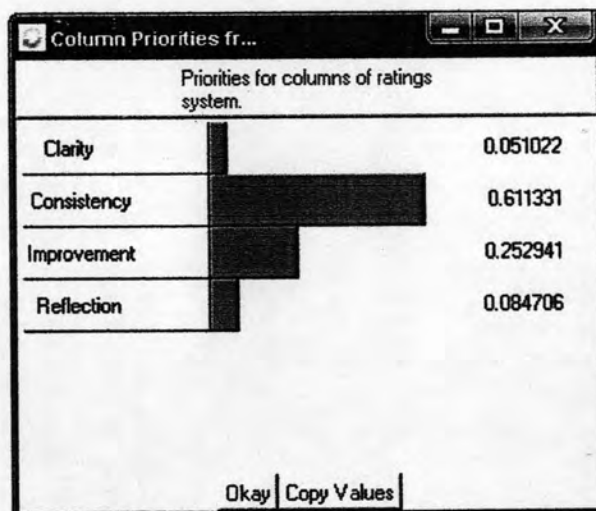 Column Priorities fr...
Priorities for columns of ratings
system.
Clarity 0.051022
Consistency 0.611331
Improvement 0.252941
Reflection 0.084706
Okay Copy Values